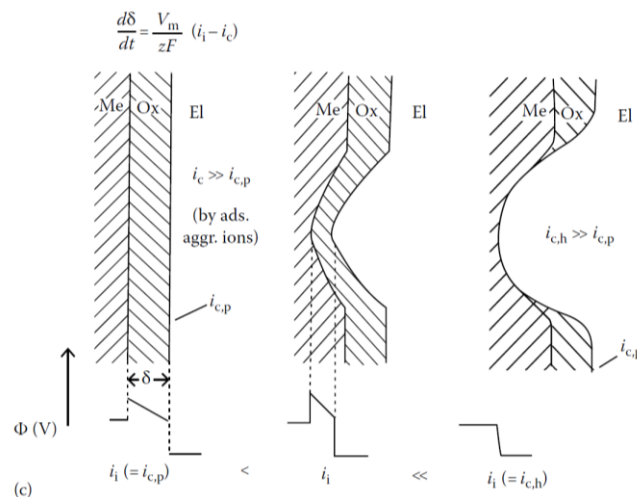 dδ/dt = V_m/zF (i_i – i_c)
Me Ox El
i_c ≫ i_c,p
(by ads.
aggr. ions)
i_c,p
δ
Me Ox El
Me Ox El
i_c,h ≫ i_c,p
Φ (V)
i_i (= i_c,p) < i_i ≪ i_i (= i_c,h)
(c)